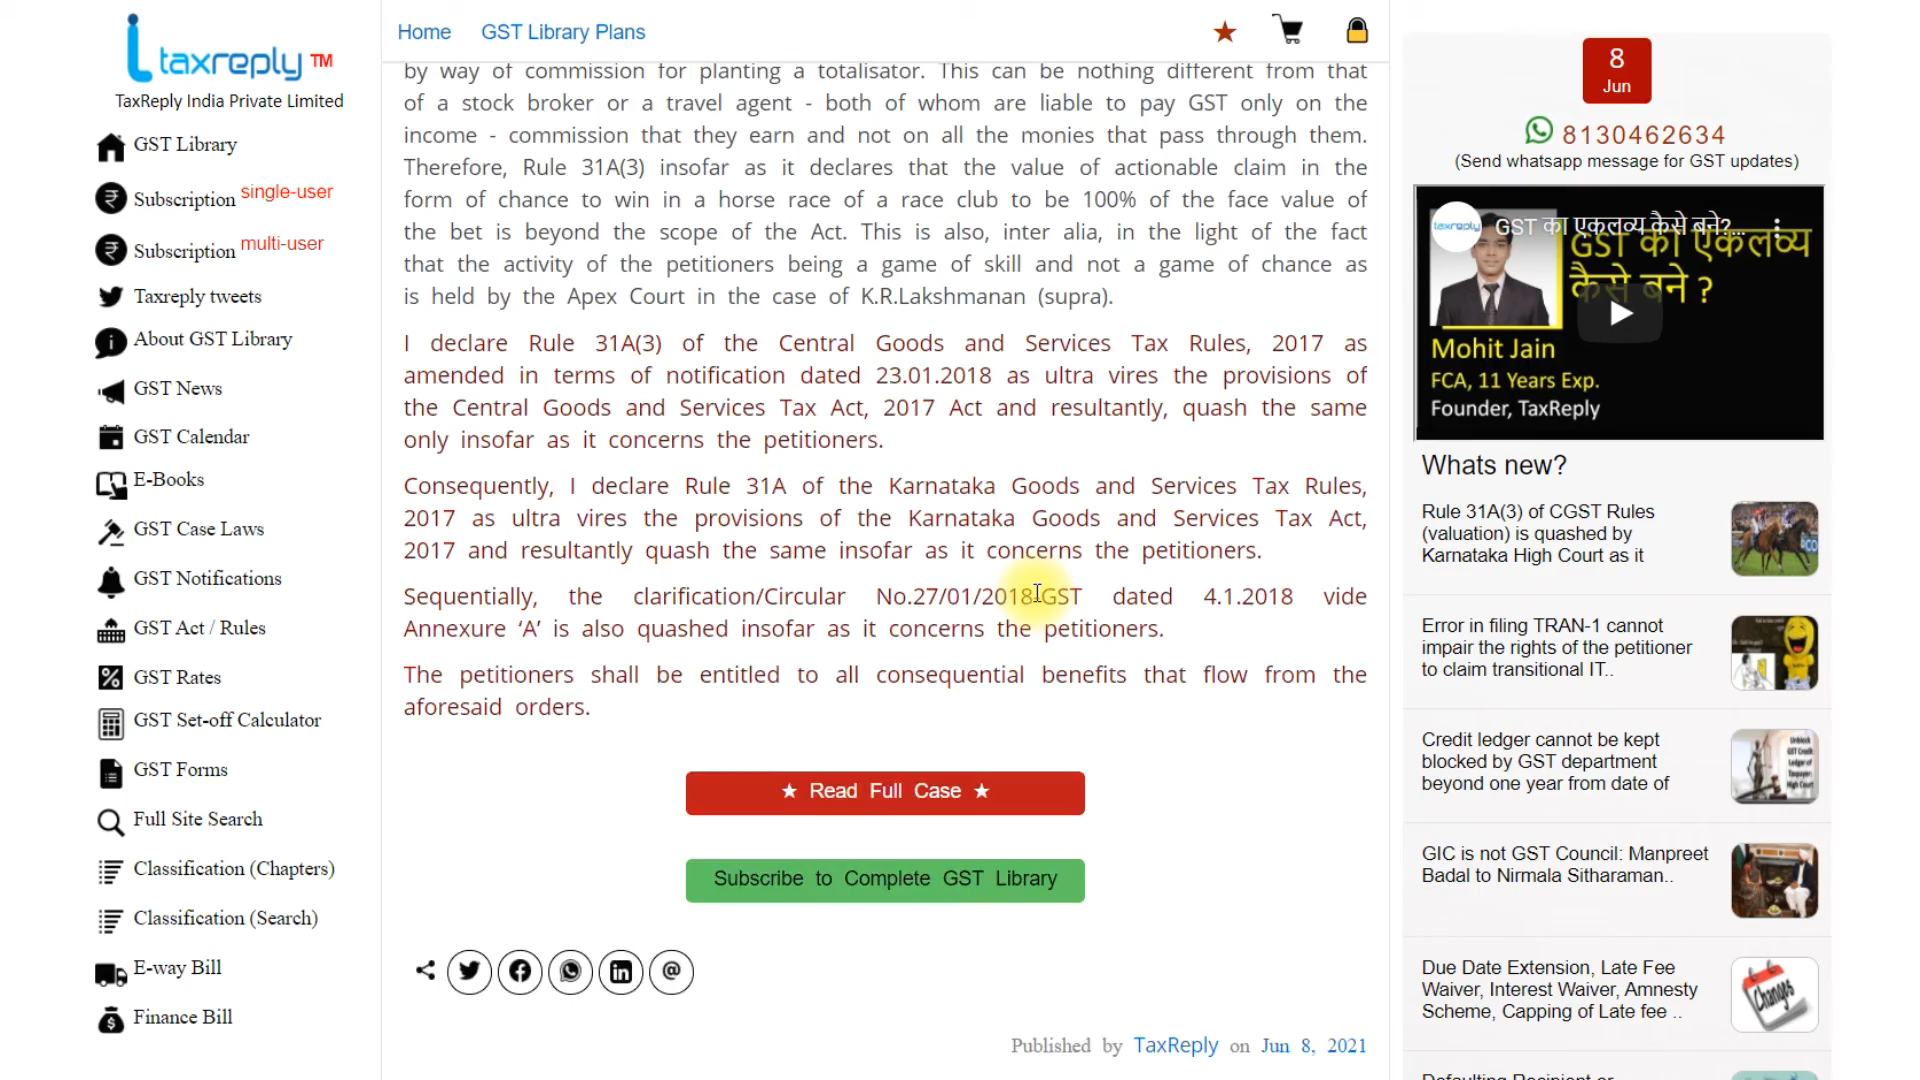 taxreply TM
TaxReply India Private Limited
GST Library
Subscription single-user
Subscription multi-user
Taxreply tweets
About GST Library
GST News
GST Calendar
E-Books
GST Case Laws
GST Notifications
GST Act / Rules
GST Rates
GST Set-off Calculator
GST Forms
Full Site Search
Classification (Chapters)
Classification (Search)
E-way Bill
Finance Bill
Home GST Library Plans
by way of commission for planting a totalisator. This can be nothing different from that
of a stock broker or a travel agent - both of whom are liable to pay GST only on the
income - commission that they earn and not on all the monies that pass through them.
Therefore, Rule 31A(3) insofar as it declares that the value of actionable claim in the
form of chance to win in a horse race of a race club to be 100% of the face value of
the bet is beyond the scope of the Act. This is also, inter alia, in the light of the fact
that the activity of the petitioners being a game of skill and not a game of chance as
is held by the Apex Court in the case of K.R.Lakshmanan (supra).
I declare Rule 31A(3) of the Central Goods and Services Tax Rules, 2017 as
amended in terms of notification dated 23.01.2018 as ultra vires the provisions of
the Central Goods and Services Tax Act, 2017 Act and resultantly, quash the same
only insofar as it concerns the petitioners.
Consequently, I declare Rule 31A of the Karnataka Goods and Services Tax Rules,
2017 as ultra vires the provisions of the Karnataka Goods and Services Tax Act,
2017 and resultantly quash the same insofar as it concerns the petitioners.
Sequentially, the clarification/Circular No.27/01/2018-GST dated 4.1.2018 vide
Annexure ‘A’ is also quashed insofar as it concerns the petitioners.
The petitioners shall be entitled to all consequential benefits that flow from the
aforesaid orders.
★ Read Full Case ★
Subscribe to Complete GST Library
Published by TaxReply on Jun 8, 2021
8
Jun
8130462634
(Send whatsapp message for GST updates)
taxreply
GST का एकलव्य कैसे बने?...
GST का एकलव्य
कैसे बने ?
Mohit Jain
FCA, 11 Years Exp.
Founder, TaxReply
Whats new?
Rule 31A(3) of CGST Rules
(valuation) is quashed by
Karnataka High Court as it
Error in filing TRAN-1 cannot
impair the rights of the petitioner
to claim transitional IT..
Credit ledger cannot be kept
blocked by GST department
beyond one year from date of
Unblock
GST Credit
Ledger of
Taxpayer:
High Court
GIC is not GST Council: Manpreet
Badal to Nirmala Sitharaman..
Due Date Extension, Late Fee
Waiver, Interest Waiver, Amnesty
Scheme, Capping of Late fee ..
Changes
Defaulting Recipient or